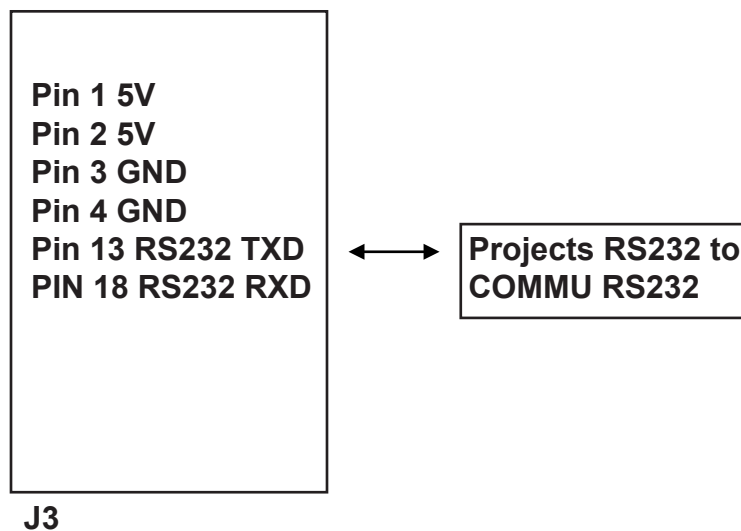 Pin 1 5V
Pin 2 5V
Pin 3 GND
Pin 4 GND
Pin 13 RS232 TXD
PIN 18 RS232 RXD
Projects RS232 to
COMMU RS232
J3